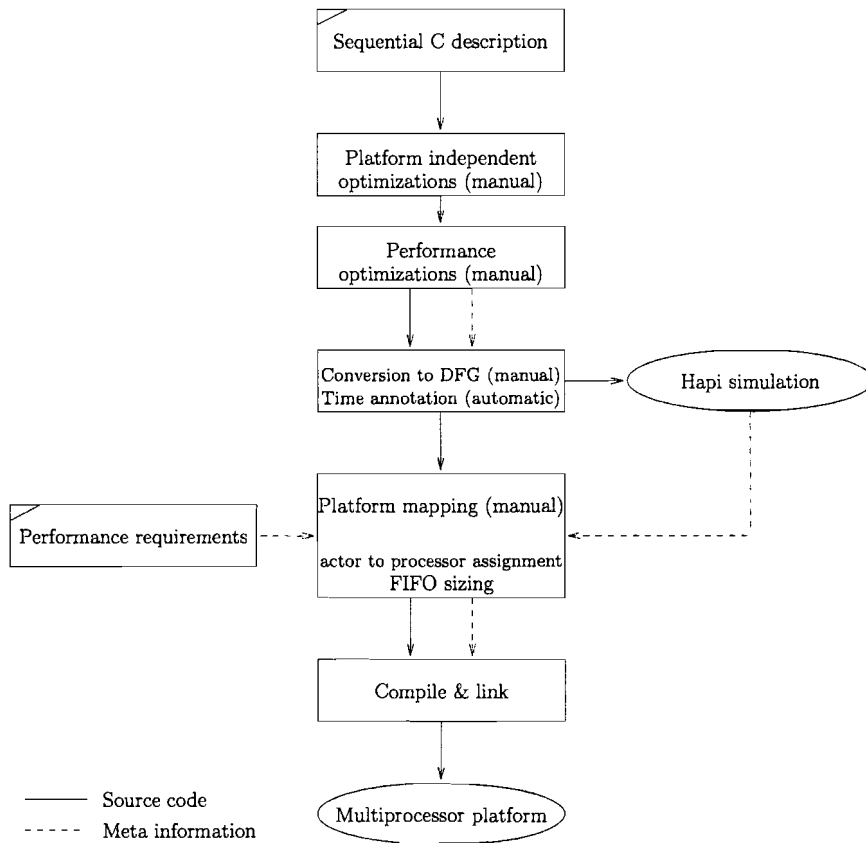 Sequential C description
Platform independent
optimizations (manual)
Performance
optimizations (manual)
Conversion to DFG (manual)
Time annotation (automatic)
Hapi simulation
Platform mapping (manual)
Performance requirements
actor to processor assignment
FIFO sizing
Compile & link
Source code
Multiprocessor platform
Meta information